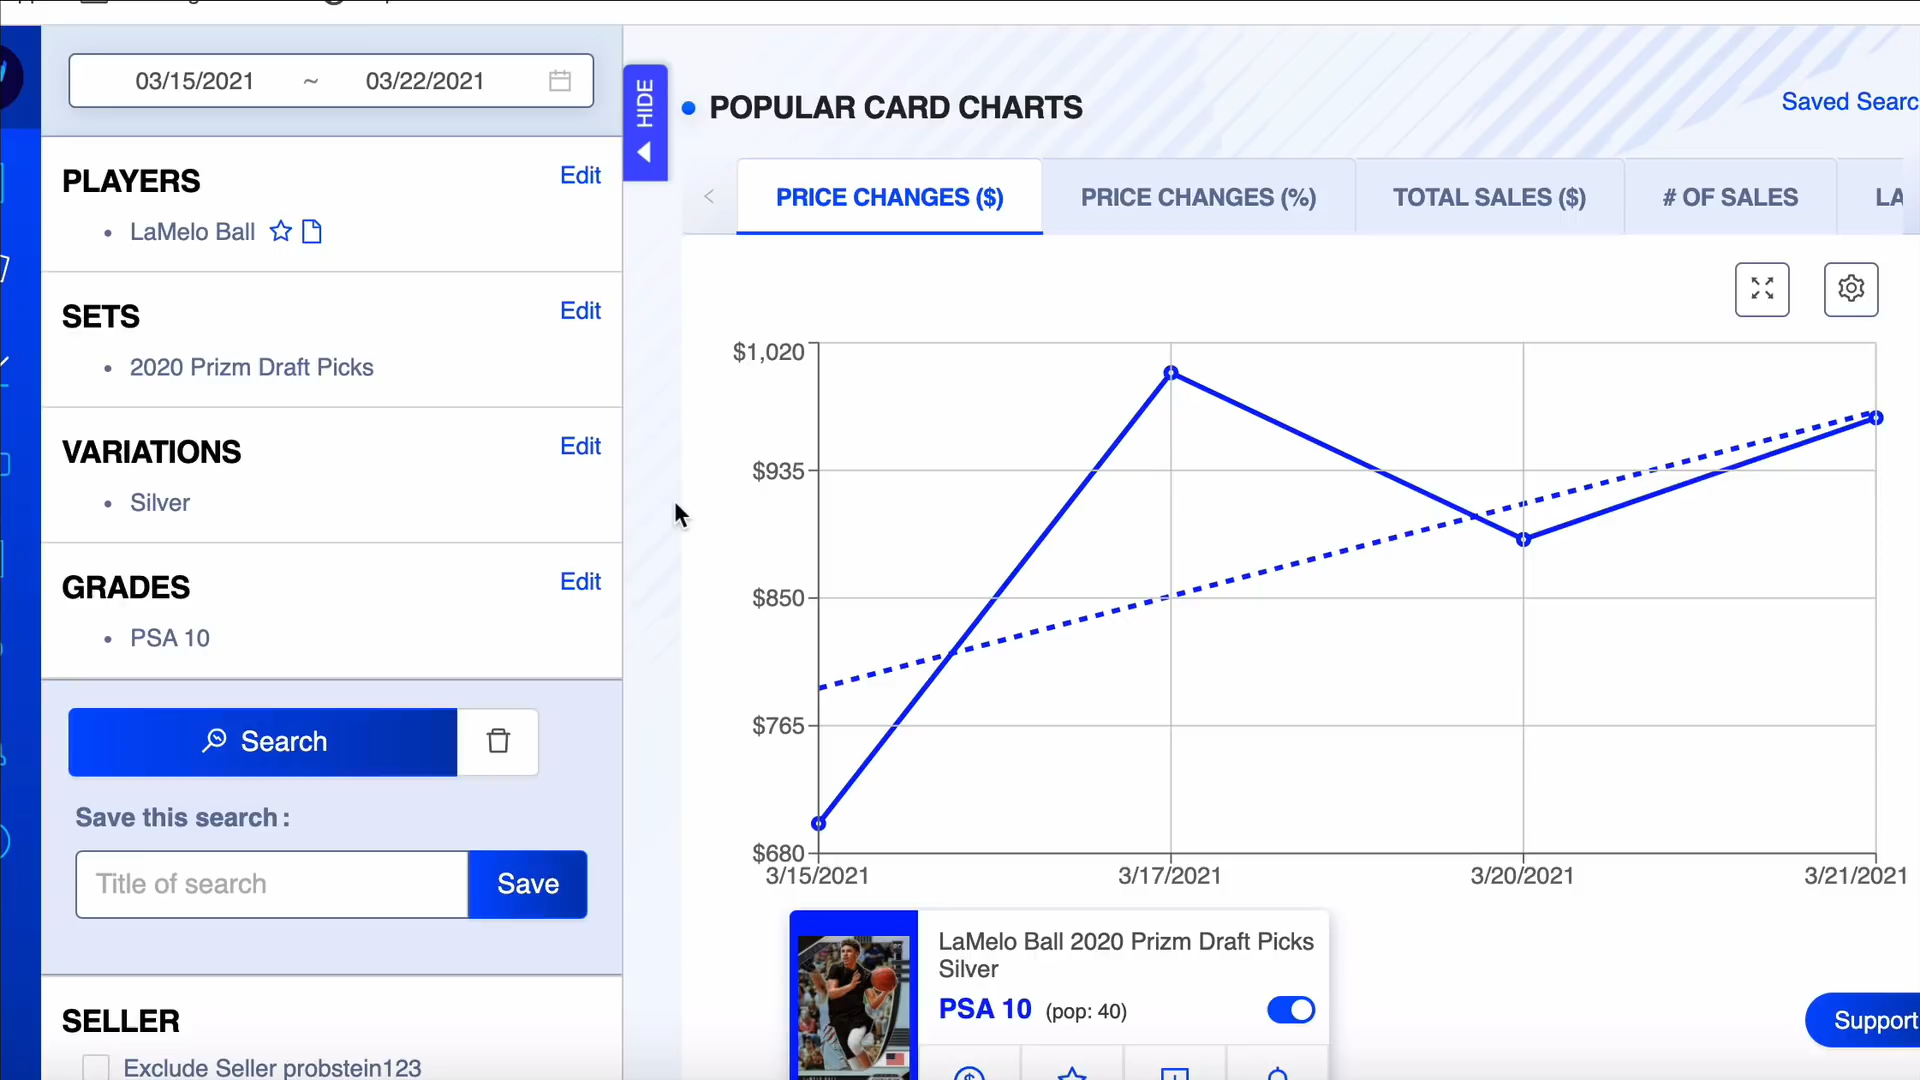 03/15/2021 ~ 03/22/2021
PLAYERS Edit
LaMelo Ball
SETS Edit
2020 Prizm Draft Picks
VARIATIONS Edit
Silver
GRADES Edit
PSA 10
Search
Save this search :
Title of search Save
SELLER
Exclude Seller probstein123
HIDE
POPULAR CARD CHARTS
Saved Searc
PRICE CHANGES ($) PRICE CHANGES (%) TOTAL SALES ($) # OF SALES LA
$1,020
$935
$850
$765
$680
3/15/2021 3/17/2021 3/20/2021 3/21/2021
LaMelo Ball 2020 Prizm Draft Picks
Silver
PSA 10 (pop: 40)
Support